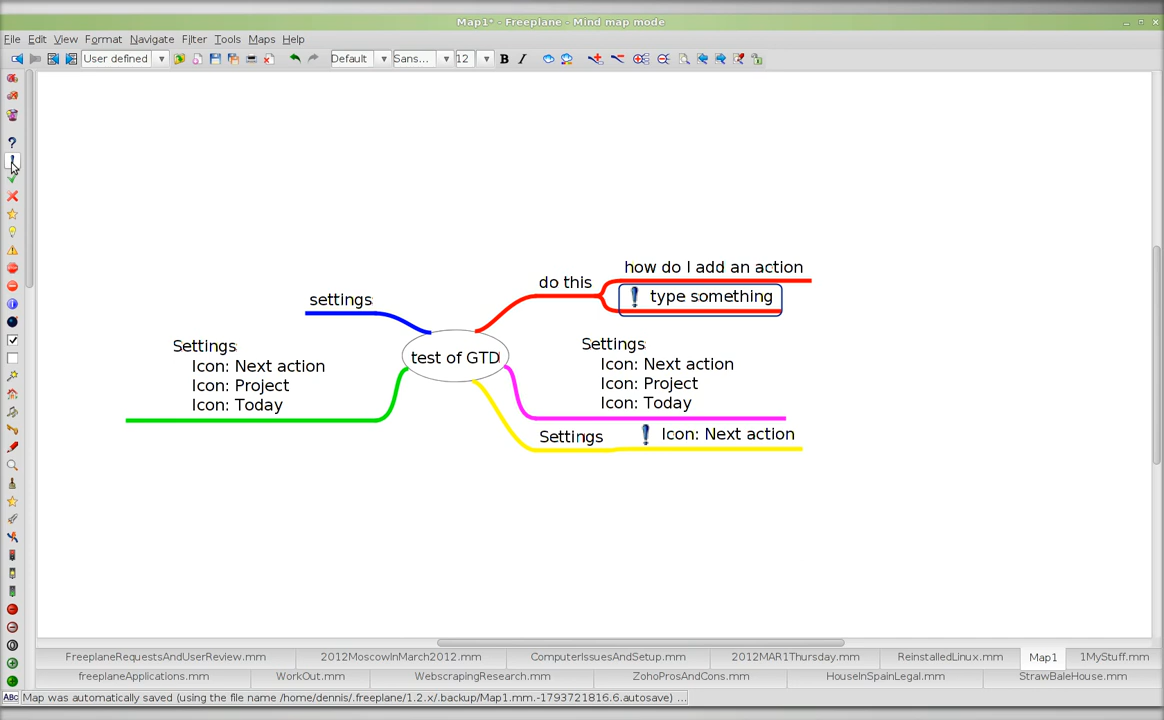 Map1* - Freeplane - Mind map mode
File Edit View Format Navigate Filter Tools Maps Help
User defined Default Sans... 12 B I
how do I add an action
do this
type something
settings
Settings
Icon: Next action
Icon: Project
Icon: Today
test of GTD
Settings
Icon: Next action
Icon: Project
Icon: Today
Settings Icon: Next action
FreeplaneRequestsAndUserReview.mm 2012MoscowInMarch2012.mm ComputerIssuesAndSetup.mm 2012MAR1Thursday.mm ReinstalledLinux.mm Map1 1MyStuff.mm
freeplaneApplications.mm WorkOut.mm WebscrapingResearch.mm ZohoProsAndCons.mm HouseInSpainLegal.mm StrawBaleHouse.mm
ABC Map was automatically saved (using the file name /home/dennis/.freeplane/1.2.x/.backup/Map1.mm.-1793721816.6.autosave) ...